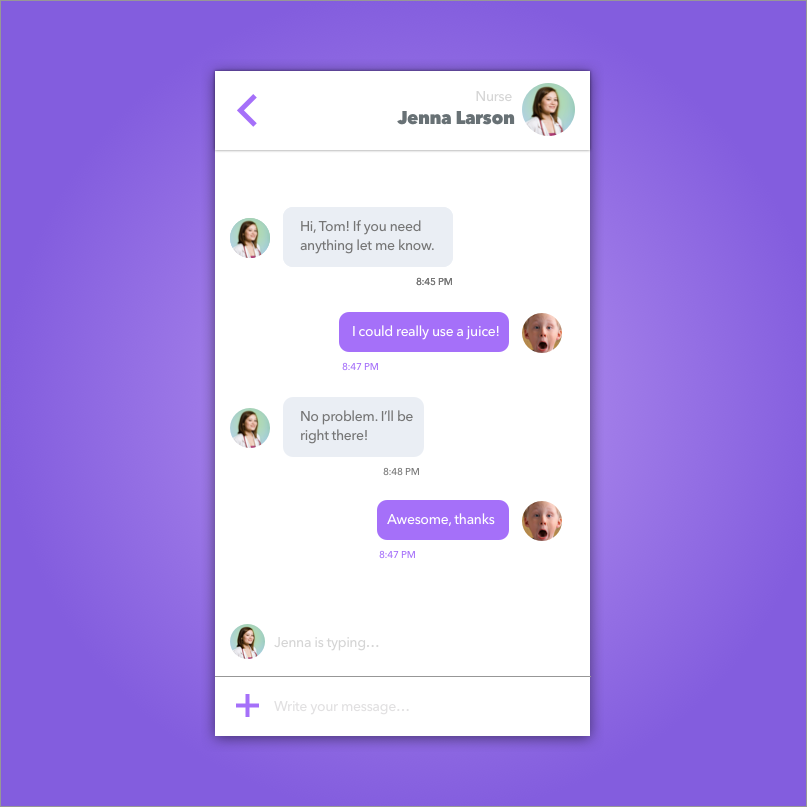 Nurse
Jenna Larson
Hi, Tom! If you need
anything let me know.
8:45 PM
I could really use a juice!
8:47 PM
No problem. I’ll be
right there!
8:48 PM
Awesome, thanks
8:47 PM
Jenna is typing…
Write your message…